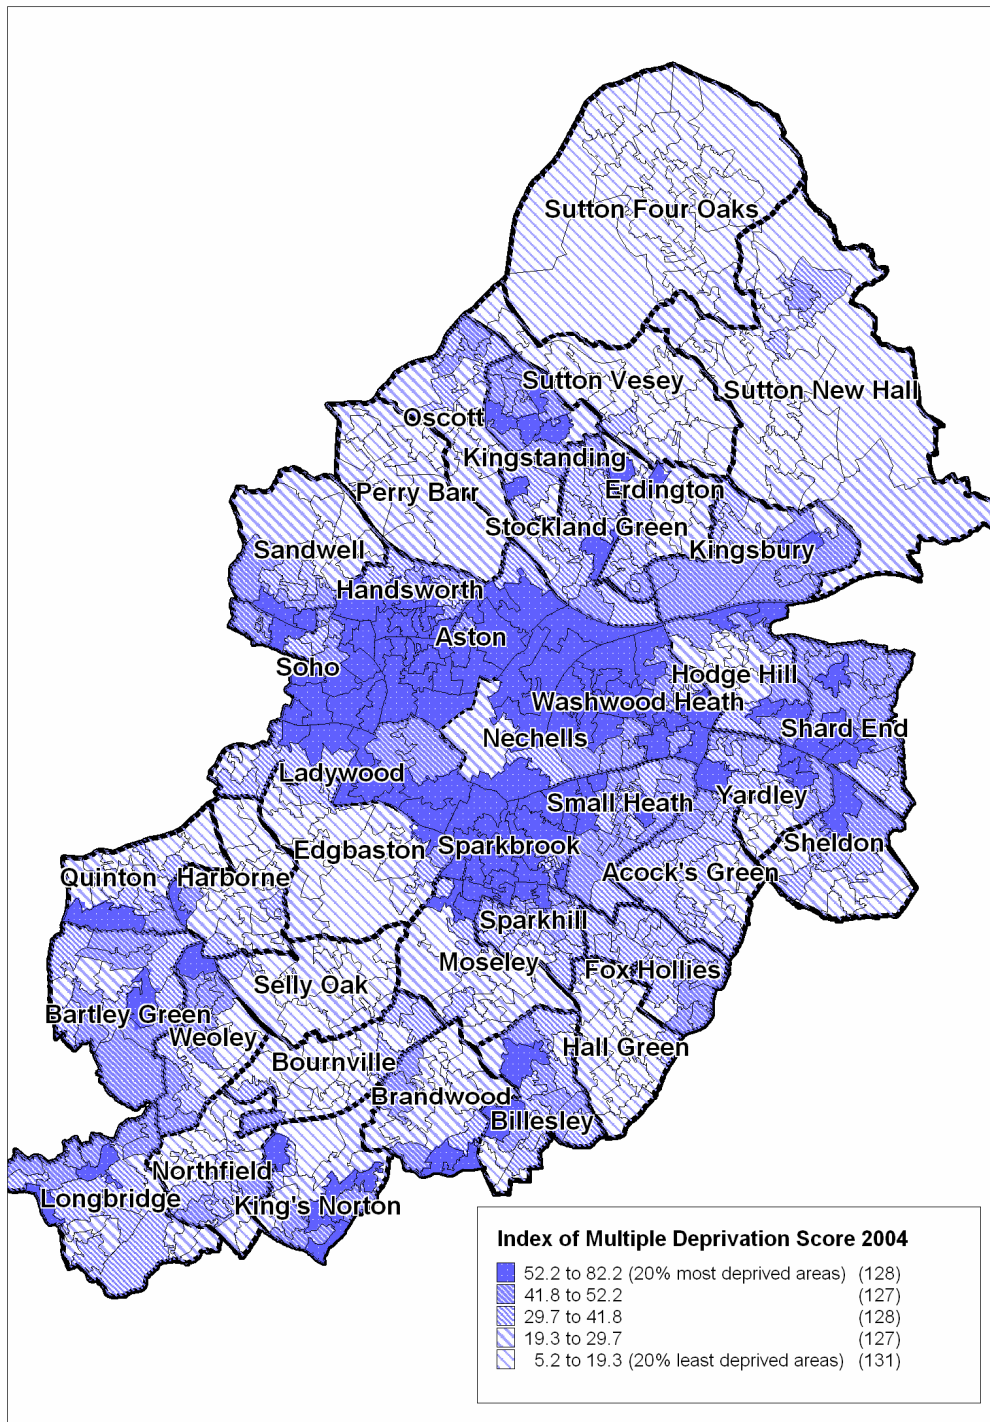 Sutton Four Oaks
Sutton Vesey
Sutton New Hall
Oscott
Kingstanding
Perry Barr
Erdington
Stockland Green
Sandwell
Kingsbury
Handsworth
Aston
Soho
Hodge Hill
Washwood Heath
Shard End
Nechells
Ladywood
Small Heath
Yardley
Sheldon
Edgbaston
Sparkbrook
Acock's Green
Quinton
Harborne
Sparkhill
Moseley
Fox Hollies
Selly Oak
Bartley Green
Weoley
Hall Green
Bournville
Brandwood
Billesley
Northfield
Longbridge
King's Norton
Index of Multiple Deprivation Score 2004
52.2 to 82.2 (20% most deprived areas) (128)
41.8 to 52.2 (127)
29.7 to 41.8 (128)
19.3 to 29.7 (127)
5.2 to 19.3 (20% least deprived areas) (131)